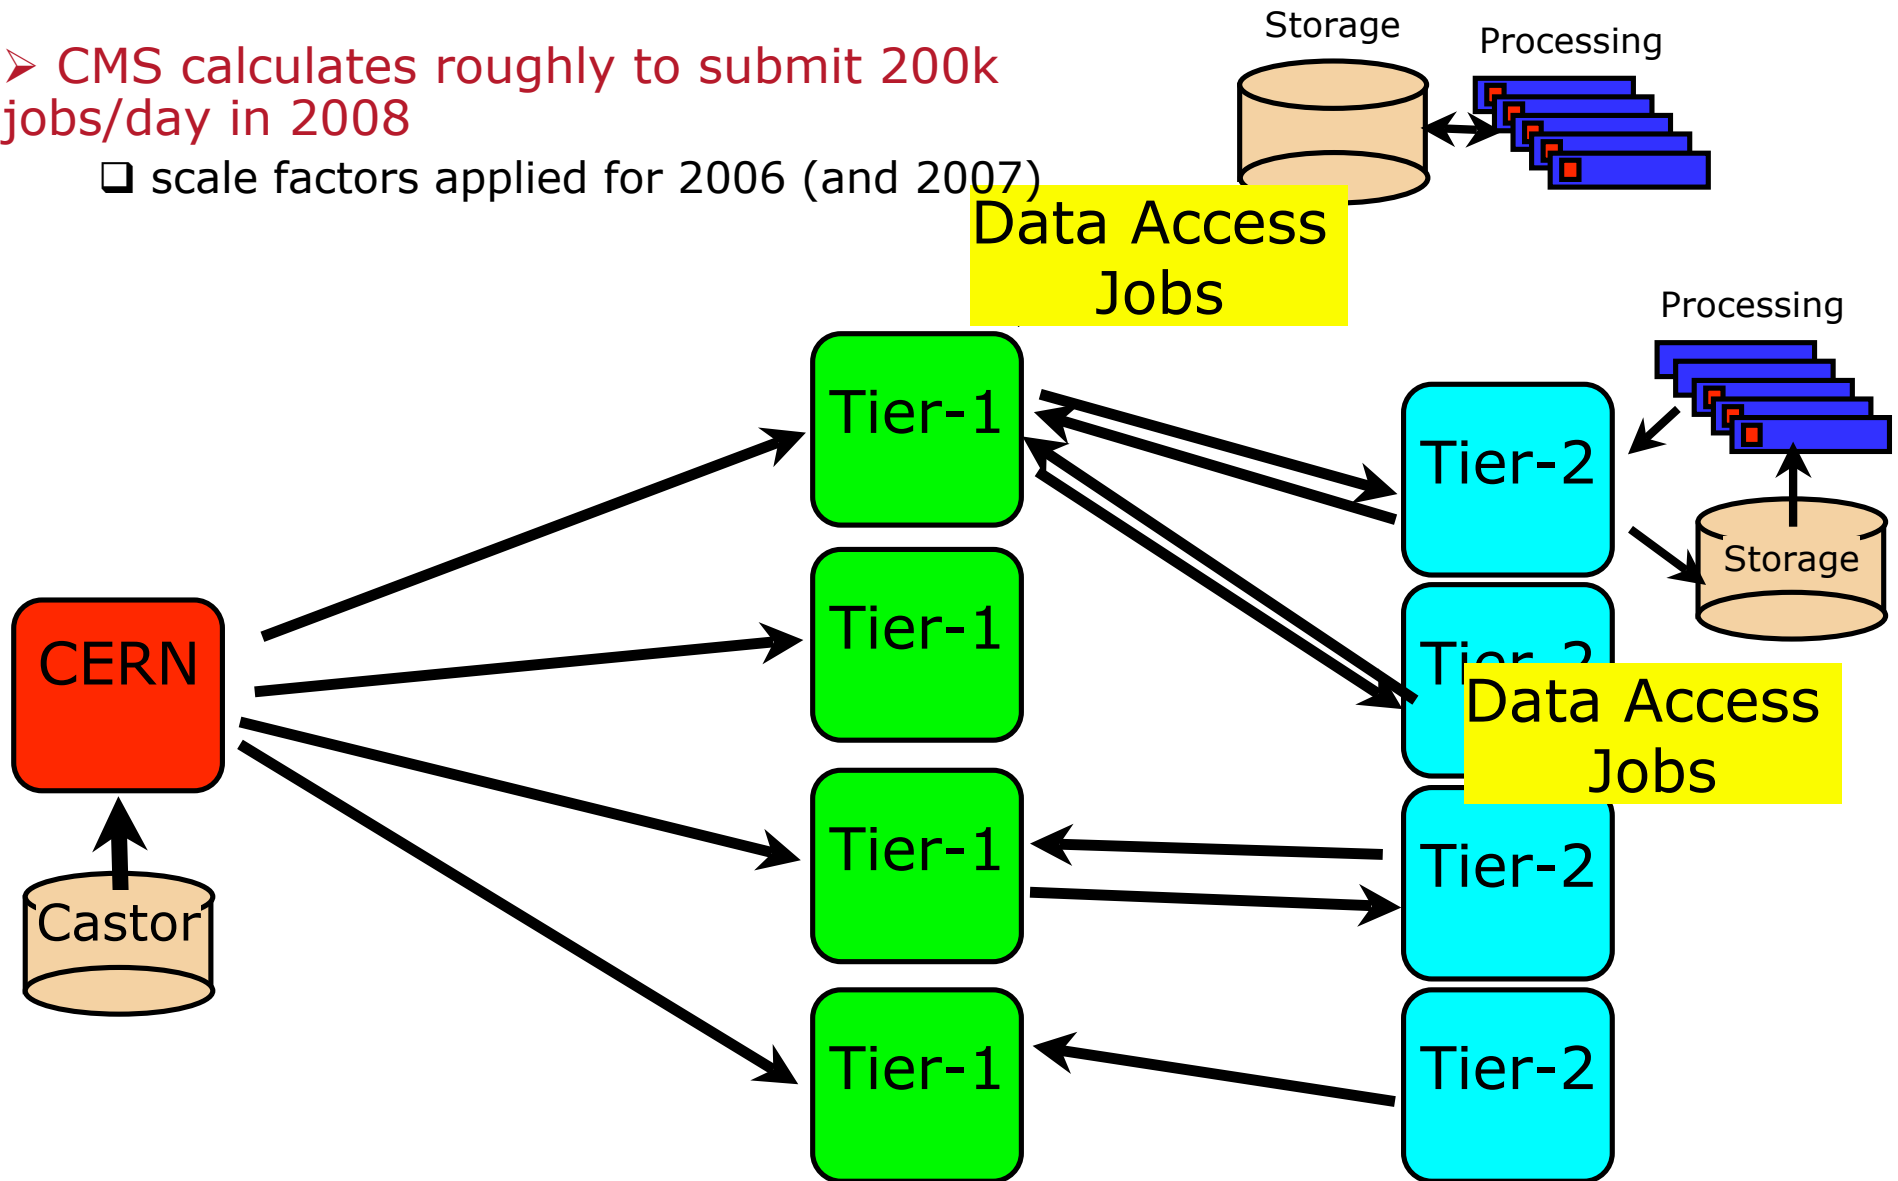 ➢ CMS calculates roughly to submit 200k
jobs/day in 2008
❑ scale factors applied for 2006 (and 2007)
Storage
Processing
Data Access
Jobs
Processing
Tier-1
Tier-2
Storage
Tier-1
CERN
Tier-2
Data Access
Jobs
Tier-1
Tier-2
Castor
Tier-1
Tier-2